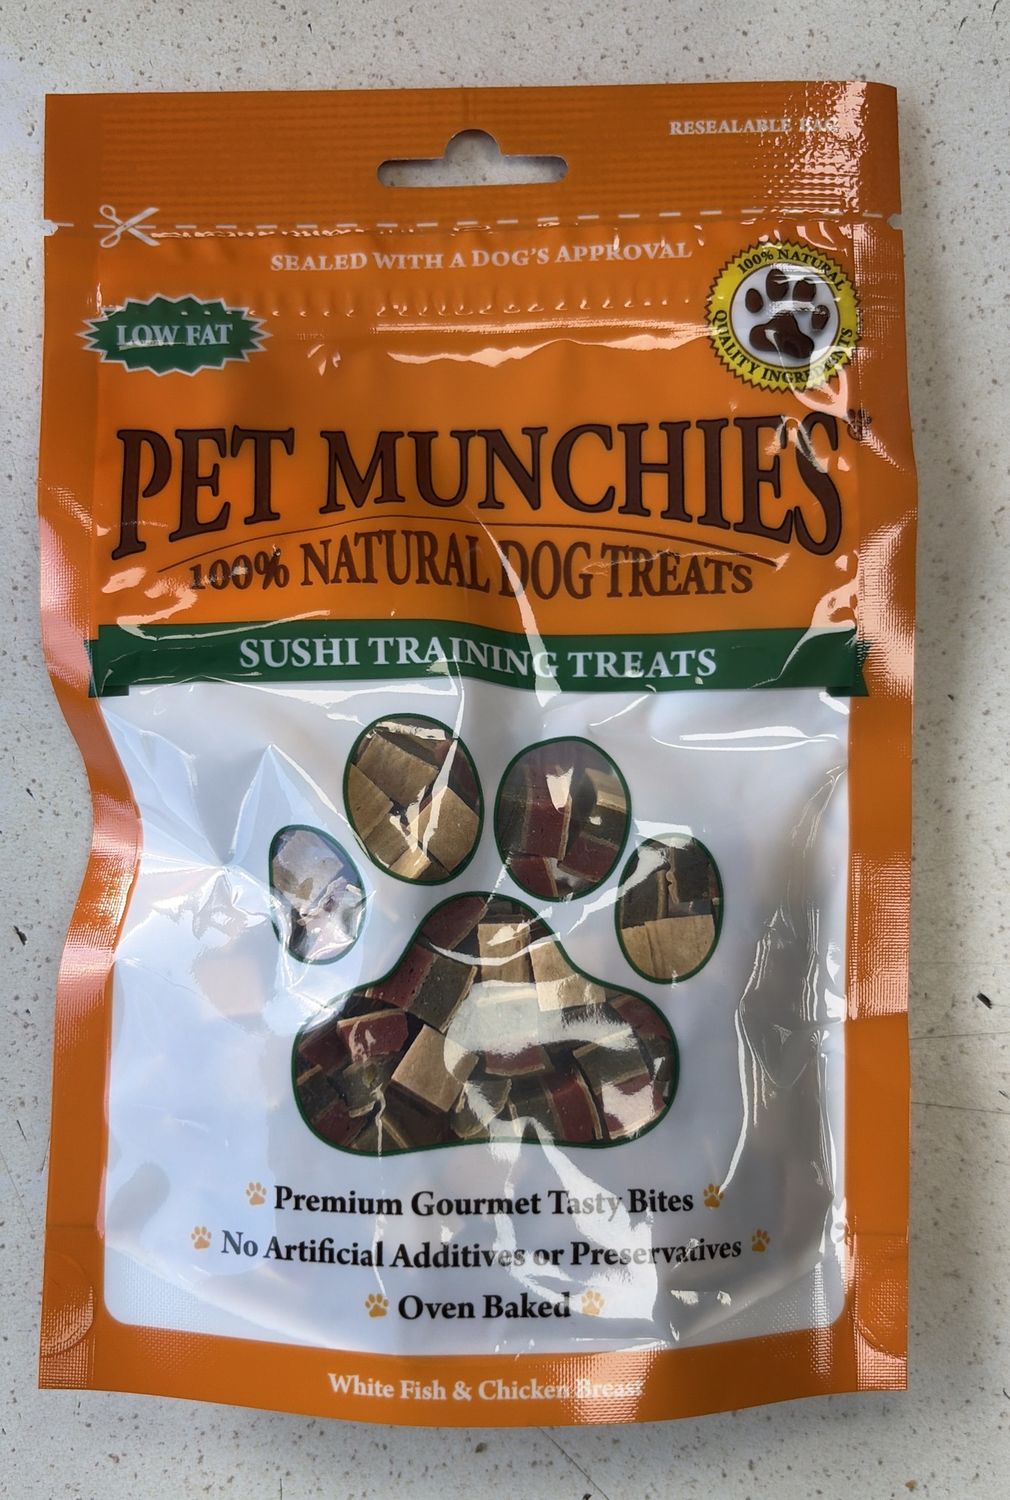 RESEALABLE BAG
SEALED WITH A DOG'S APPROVAL
LOW FAT
100% NATURAL
QUALITY INGREDIENTS
PET MUNCHIES
100% NATURAL DOG TREATS
SUSHI TRAINING TREATS
Premium Gourmet Tasty Bites
No Artificial Additives or Preservatives
Oven Baked
White Fish & Chicken Breast